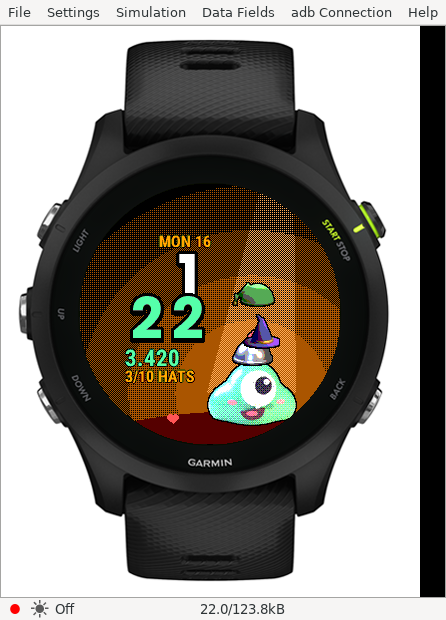 File Settings Simulation Data Fields adb Connection Help
START STOP
LIGHT
MON 16
1
22
UP
3.420
3/10 HATS
DOWN
BACK
GARMIN
Off 22.0/123.8kB